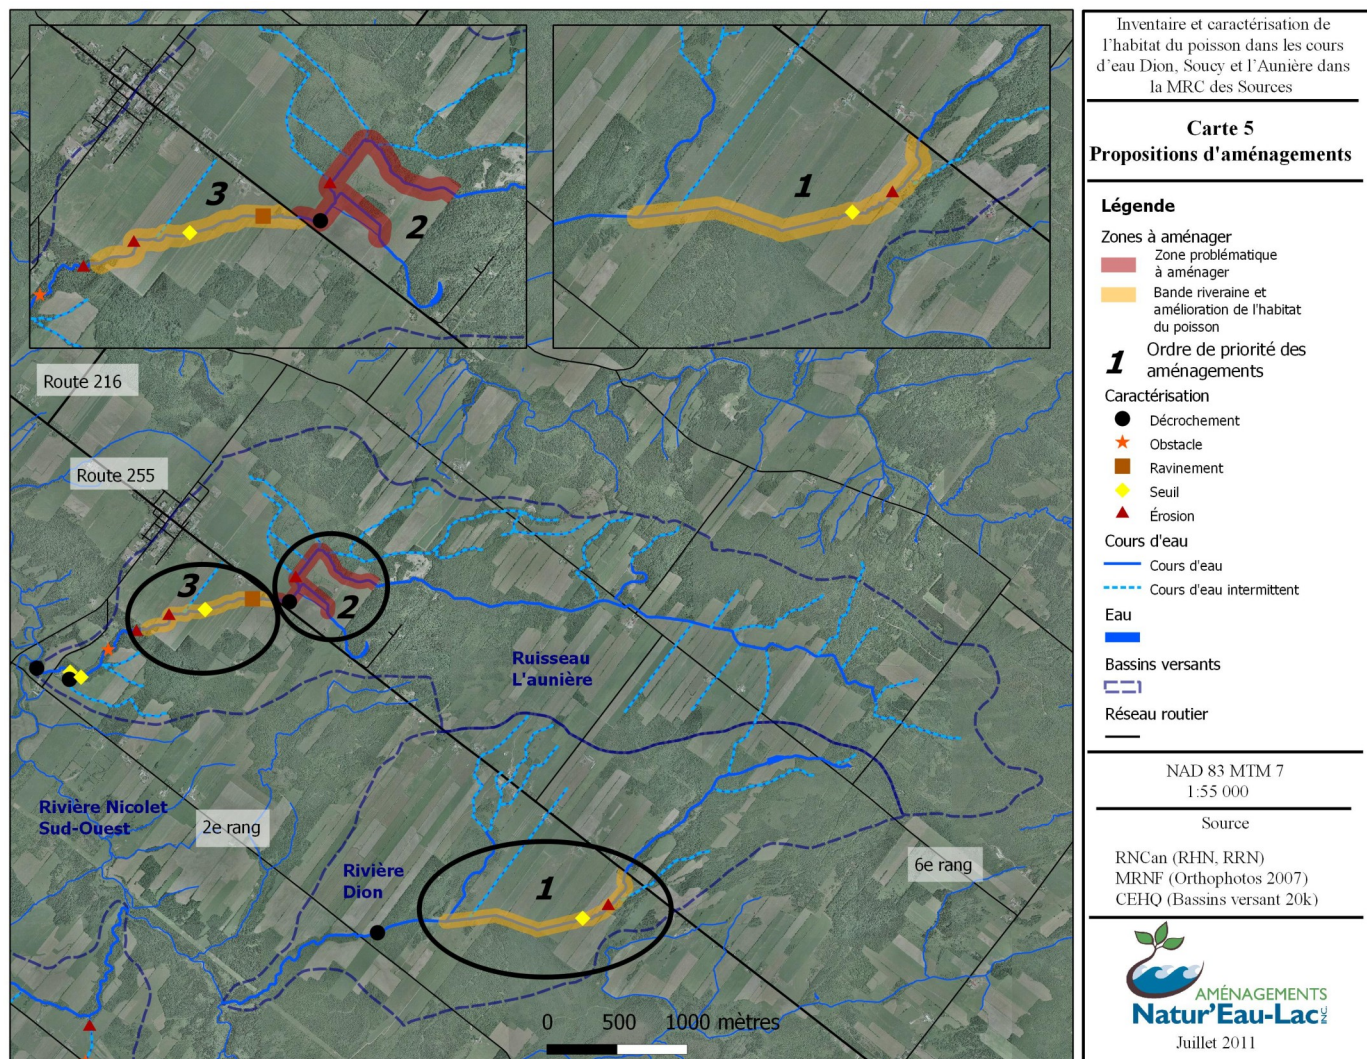 3
2
1
Route 216
Route 255
3
2
Ruisseau
L'aunière
Rivière Nicolet
Sud-Ouest
2e rang
Rivière
Dion
1
6e rang
0 500 1000 mètres
Inventaire et caractérisation de
l'habitat du poisson dans les cours
d'eau Dion, Soucy et l'Aunière dans
la MRC des Sources
Carte 5
Propositions d'aménagements
Légende
Zones à aménager
Zone problématique
à aménager
Bande riveraine et
amélioration de l'habitat
du poisson
1 Ordre de priorité des
aménagements
Caractérisation
Décrochement
Obstacle
Ravinement
Seuil
Érosion
Cours d'eau
Cours d'eau
Cours d'eau intermittent
Eau
Bassins versants
Réseau routier
NAD 83 MTM 7
1:55 000
Source
RNCan (RHN, RRN)
MRNF (Orthophotos 2007)
CEHQ (Bassins versant 20k)
AMÉNAGEMENTS
Natur'Eau-Lac INC.
Juillet 2011